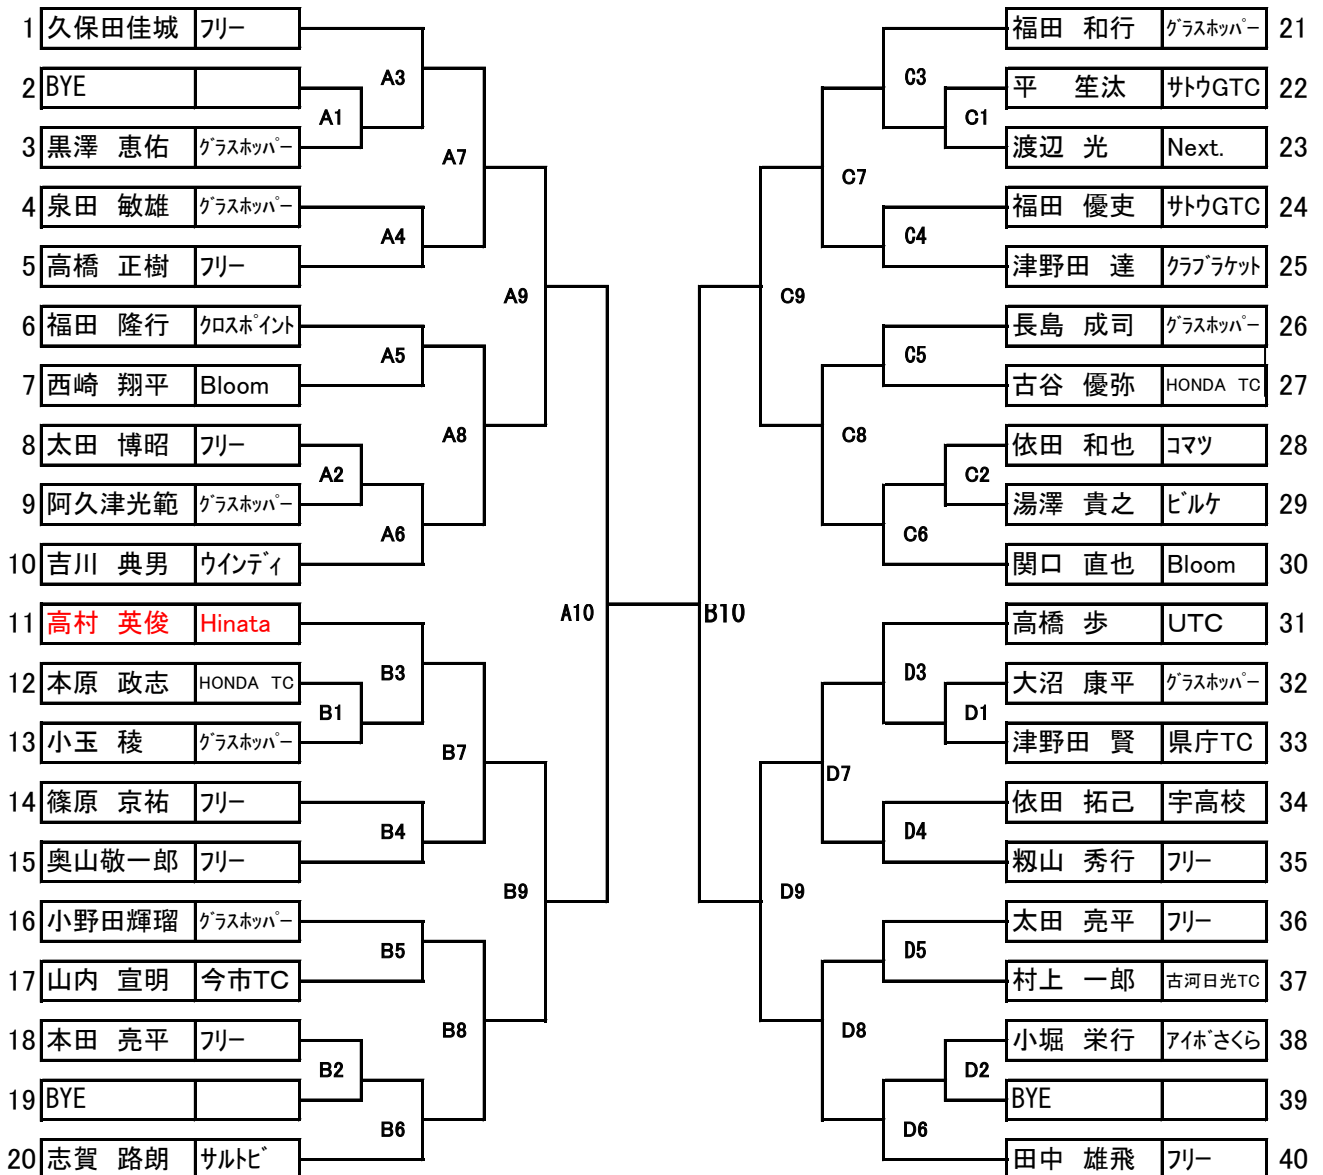 1 久保田佳城 フリー
2 BYE
3 黒澤 恵佑 グラスホッパー
4 泉田 敏雄 グラスホッパー
5 高橋 正樹 フリー
6 福田 隆行 クロスポイント
7 西崎 翔平 Bloom
8 太田 博昭 フリー
9 阿久津光範 グラスホッパー
10 吉川 典男 ウインディ
11 高村 英俊 Hinata
12 本原 政志 HONDA TC
13 小玉 稜 グラスホッパー
14 篠原 京祐 フリー
15 奥山敬一郎 フリー
16 小野田輝瑠 グラスホッパー
17 山内 宣明 今市TC
18 本田 亮平 フリー
19 BYE
20 志賀 路朗 サルトビ
A3
A1
A7
A4
A9
A5
A8
A2
A6
A10
B3
B1
B7
B4
B9
B5
B8
B2
B6
B10
C3
C1
C7
C4
C9
C5
C8
C2
C6
D3
D1
D7
D4
D9
D5
D8
D2
D6
福田 和行 グラスホッパー 21
平 笙汰 サトウGTC 22
渡辺 光 Next. 23
福田 優吏 サトウGTC 24
津野田 達 クラブラケット 25
長島 成司 グラスホッパー 26
古谷 優弥 HONDA TC 27
依田 和也 コマツ 28
湯澤 貴之 ビルケ 29
関口 直也 Bloom 30
高橋 歩 UTC 31
大沼 康平 グラスホッパー 32
津野田 賢 県庁TC 33
依田 拓己 宇高校 34
籾山 秀行 フリー 35
太田 亮平 フリー 36
村上 一郎 古河日光TC 37
小堀 栄行 アイボさくら 38
BYE 39
田中 雄飛 フリー 40